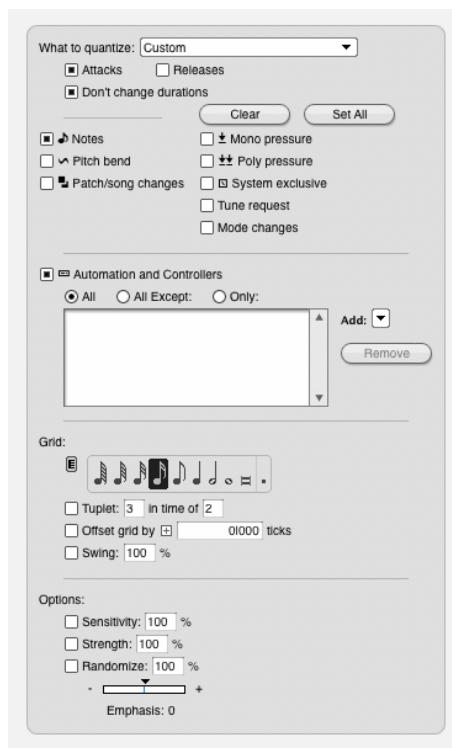 What to quantize: Custom
Attacks Releases
Don't change durations
Clear Set All
Notes Mono pressure
Pitch bend Poly pressure
Patch/song changes System exclusive
Tune request
Mode changes
Automation and Controllers
All All Except: Only:
Add:
Remove
Grid:
E
Tuplet: 3 in time of 2
Offset grid by 0|000 ticks
Swing: 100 %
Options:
Sensitivity: 100 %
Strength: 100 %
Randomize: 100 %
- +
Emphasis: 0